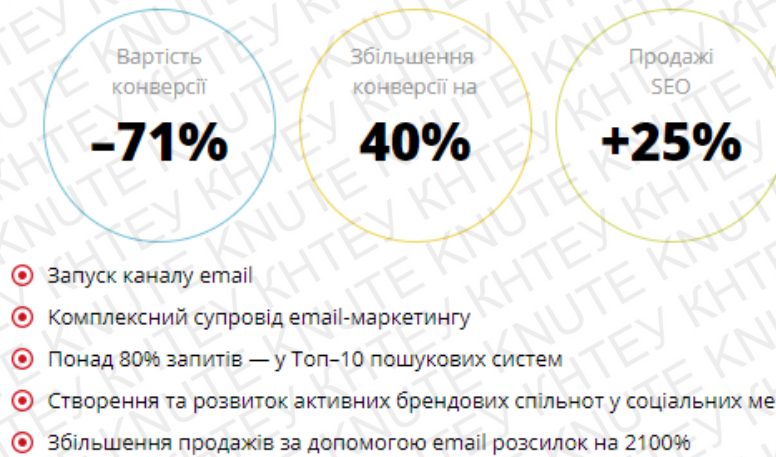 Вартість
конверсії
–71%
Збільшення
конверсії на
40%
Продажі
SEO
+25%
Запуск каналу email
Комплексний супровід email-маркетингу
Понад 80% запитів — у Топ–10 пошукових систем
Створення та розвиток активних брендових спільнот у соціальних ме
Збільшення продажів за допомогою email розсилок на 2100%
KNUTE КНТЕУ